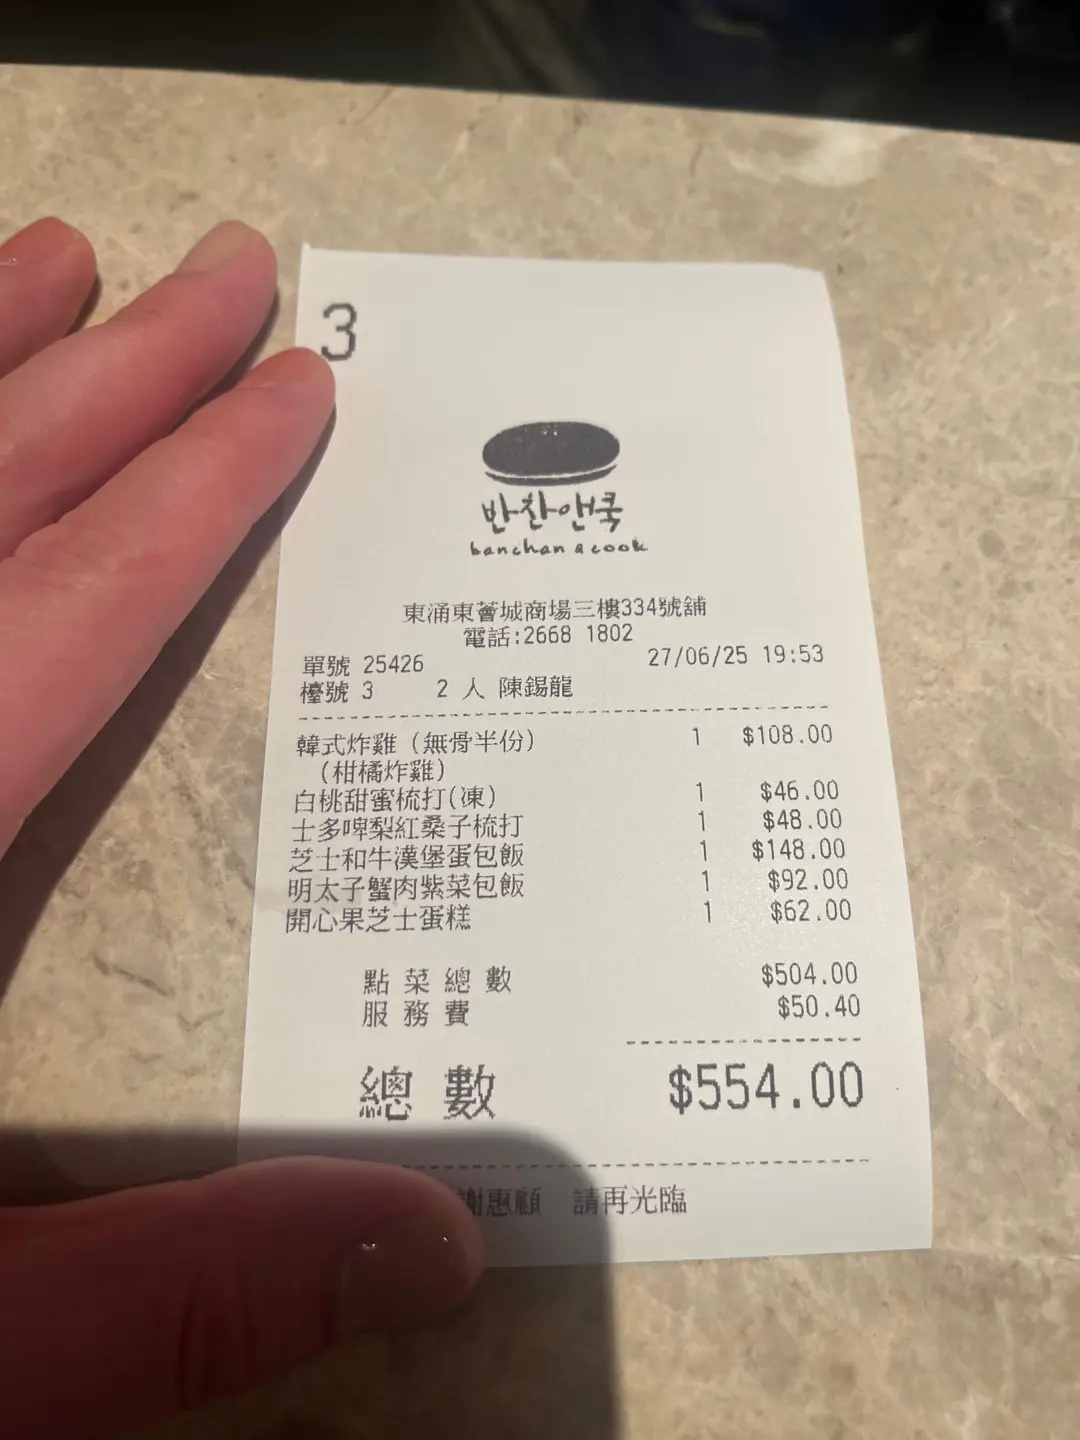 3
반찬앤쿡
banchan & cook
東涌東薈城商場三樓334號舖
電話:2668 1802
單號 25426 27/06/25 19:53
檯號 3 2 人 陳錫龍
韓式炸雞 (無骨半份) 1 $108.00
(柑橘炸雞)
白桃甜蜜梳打(凍) 1 $46.00
士多啤梨紅桑子梳打 1 $48.00
芝士和牛漢堡蛋包飯 1 $148.00
明太子蟹肉紫菜包飯 1 $92.00
開心果芝士蛋糕 1 $62.00
點菜總數 $504.00
服務費 $50.40
總數 $554.00
謝惠顧 請再光臨